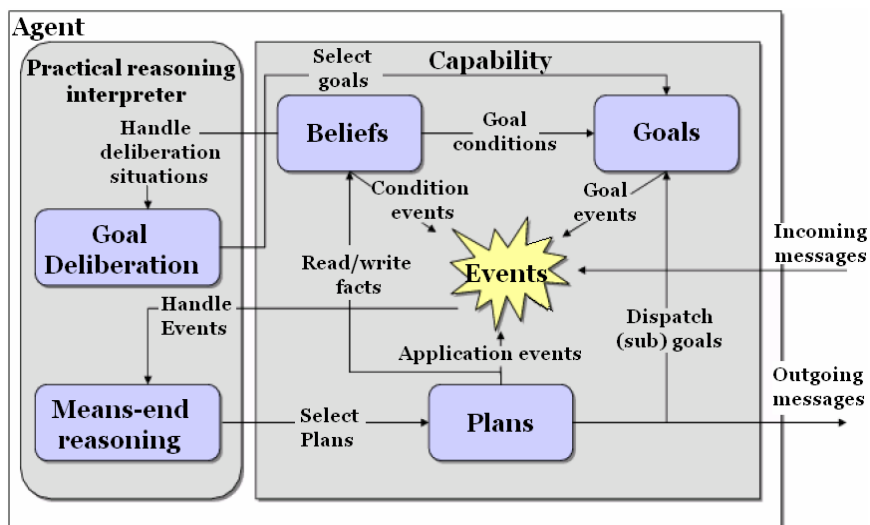 Agent
Practical reasoning
interpreter
Select
goals
Capability
Handle
deliberation
situations
Beliefs
Goal
conditions
Goals
Condition
events
Goal
events
Goal
Deliberation
Read/write
facts
Events
Incoming
messages
Handle
Events
Dispatch
(sub) goals
Application events
Means-end
reasoning
Select
Plans
Plans
Outgoing
messages